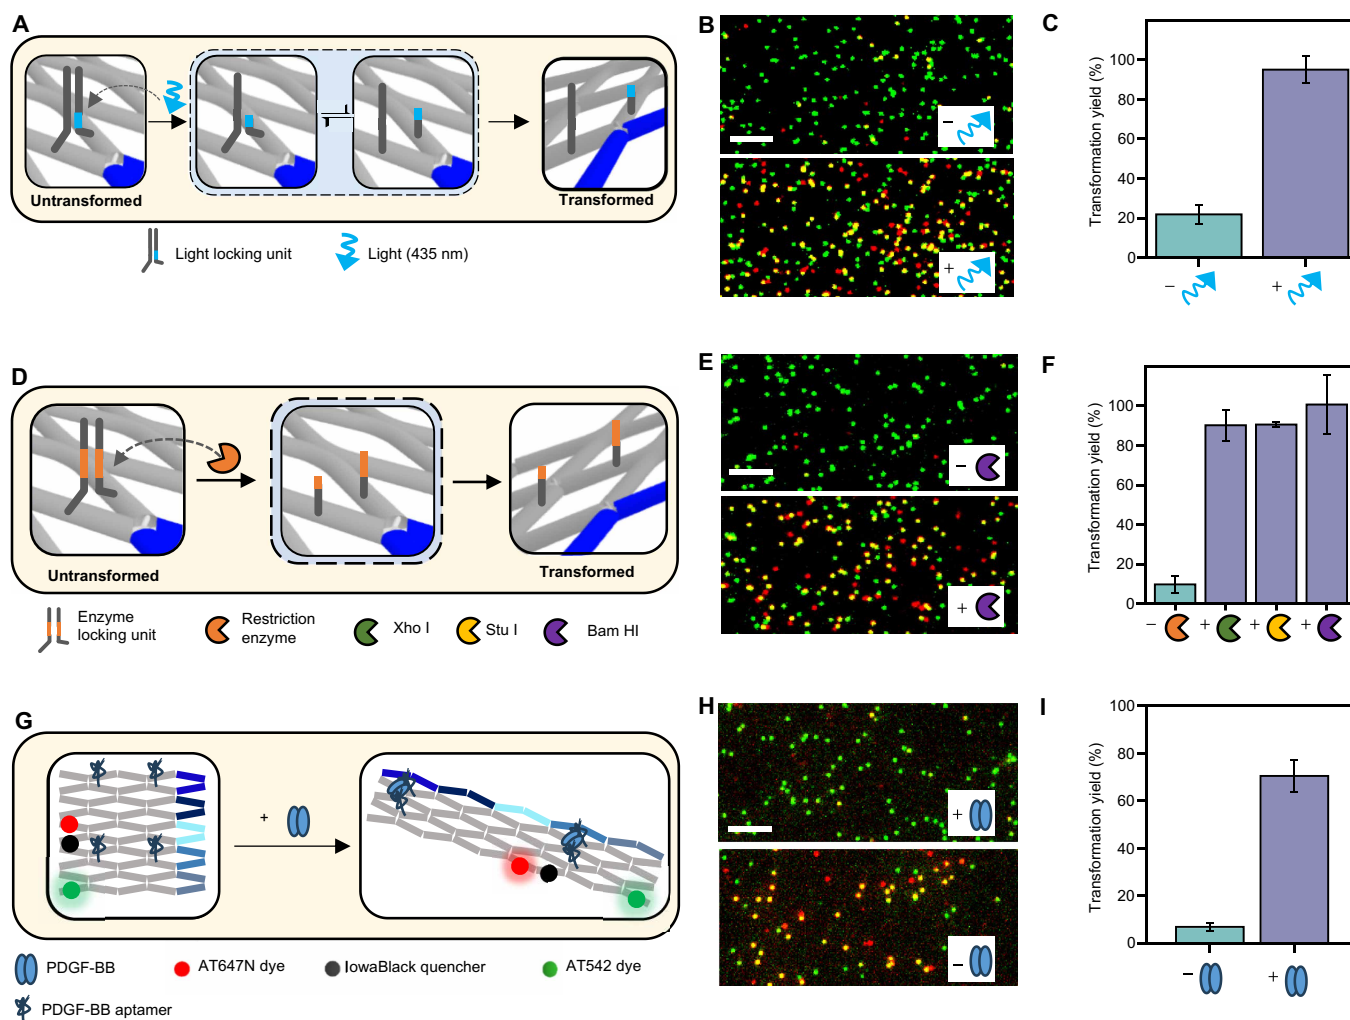 A
Untransformed
Transformed
Light locking unit
Light (435 nm)
B
−
+
C
Transformation yield (%)
100
80
60
40
20
0
− +
D
Untransformed
Transformed
Enzyme
locking unit
Restriction
enzyme
Xho I
Stu I
Bam HI
E
−
+
F
Transformation yield (%)
100
80
60
40
20
0
− + + +
G
+
PDGF-BB
AT647N dye
IowaBlack quencher
AT542 dye
PDGF-BB aptamer
H
+
−
I
Transformation yield (%)
100
80
60
40
20
0
− +